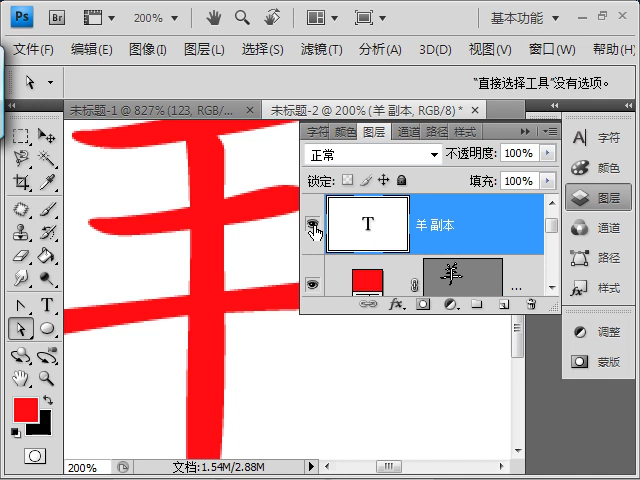 Ps Br 200% 基本功能
文件(F) 编辑(E) 图像(I) 图层(L) 选择(S) 滤镜(T) 分析(A) 3D(D) 视图(V) 窗口(W) 帮助(H)
“直接选择工具”没有选项。
未标题-1 @ 827% (123, RGB/... × 未标题-2 @ 200% (羊 副本, RGB/8) * ×
字符 颜色 图层 通道 路径 样式
正常 不透明度: 100%
锁定: 填充: 100%
T 羊 副本
羊 ...
fx.
字符
颜色
图层
通道
路径
样式
调整
蒙版
T
200% 文档:1.54M/2.88M